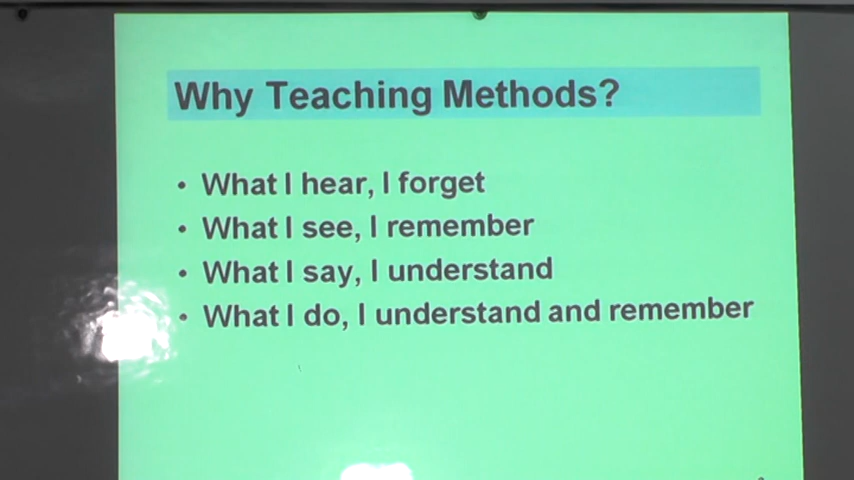 Why Teaching Methods?
• What I hear, I forget
• What I see, I remember
• What I say, I understand
• What I do, I understand and remember